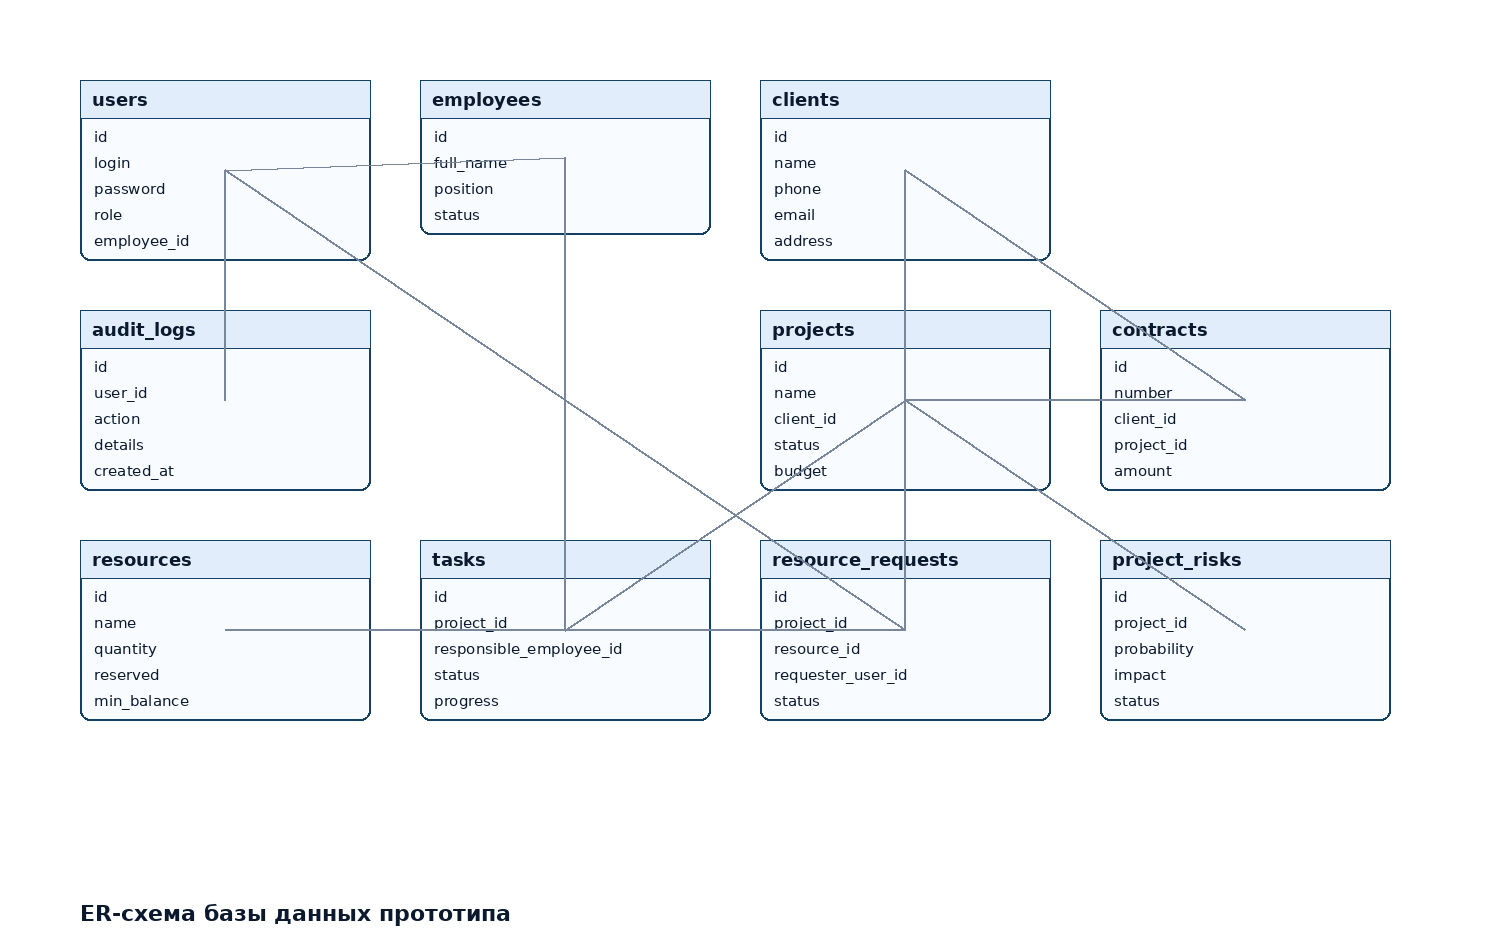 users
id
login
password
role
employee_id
employees
id
full_name
position
status
clients
id
name
phone
email
address
audit_logs
id
user_id
action
details
created_at
projects
id
name
client_id
status
budget
contracts
id
number
client_id
project_id
amount
resources
id
name
quantity
reserved
min_balance
tasks
id
project_id
responsible_employee_id
status
progress
resource_requests
id
project_id
resource_id
requester_user_id
status
project_risks
id
project_id
probability
impact
status
ER-схема базы данных прототипа